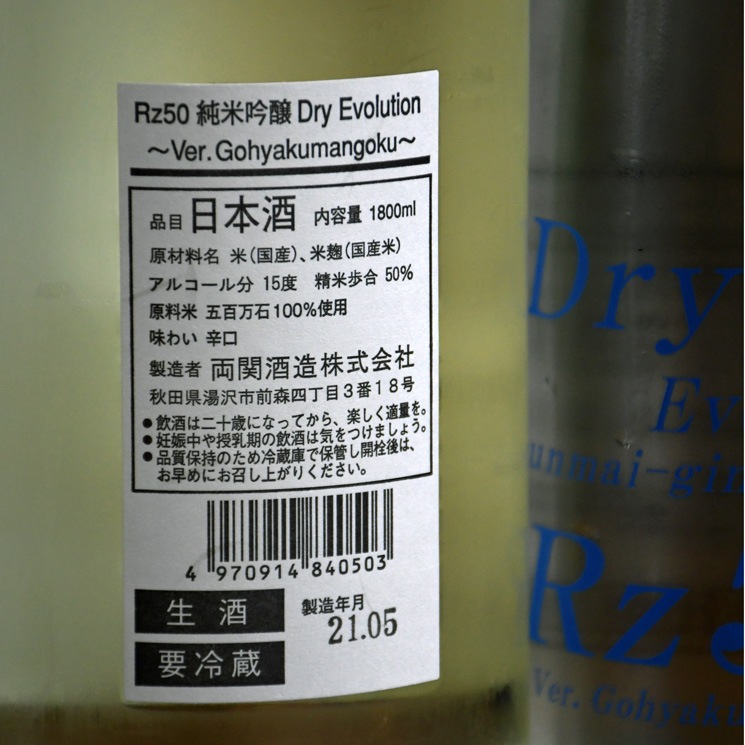 Rz50 純米吟醸 Dry Evolution
～Ver. Gohyakumangoku～
品目 日本酒 内容量 1800ml
原材料名 米(国産)、米麹(国産米)
アルコール分 15度 精米歩合 50%
原料米 五百万石100%使用
味わい 辛口
製造者 両関酒造株式会社
秋田県湯沢市前森四丁目3番18号
●飲酒は二十歳になってから、楽しく適量を。
●妊娠中や授乳期の飲酒は気をつけましょう。
●品質保持のため冷蔵庫で保管し開栓後は、
お早めにお召し上がりください。
4 970914 840503
生酒
要冷蔵
製造年月
21.05
Dry
Ev
unmai-gin
Rz5
Ver. Gohyaku